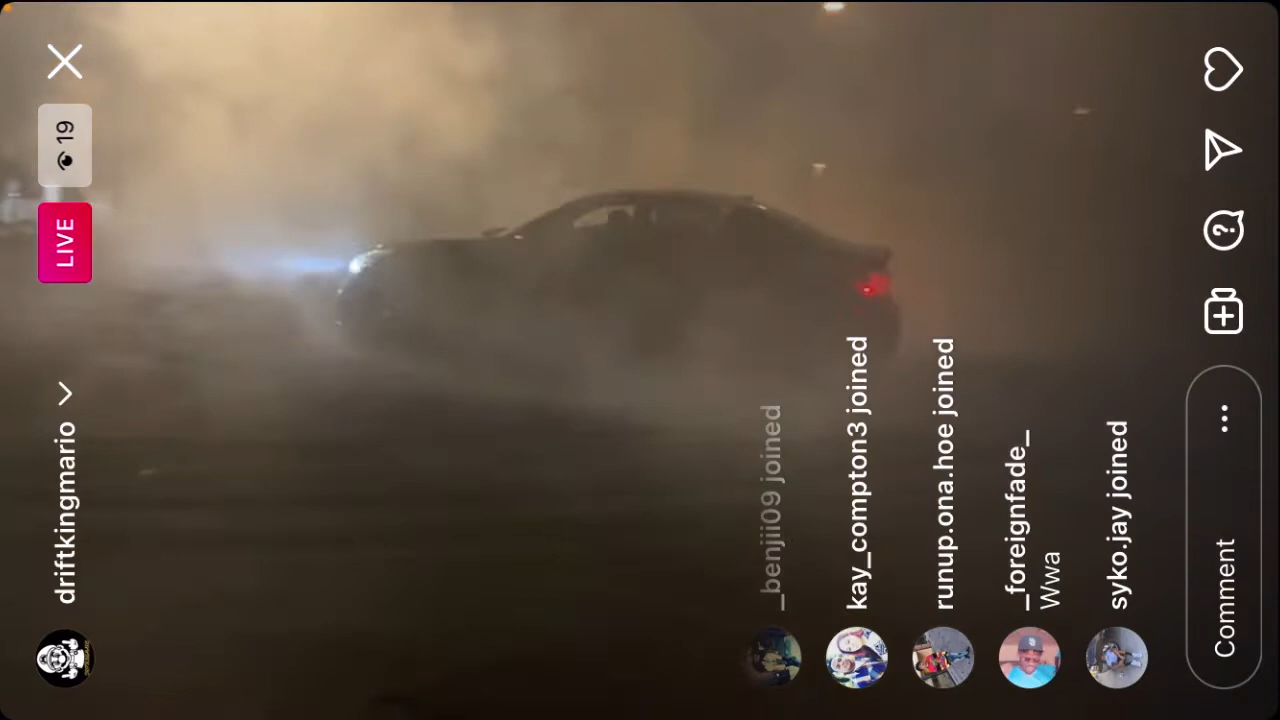 driftkingmario
LIVE
19
_benjii09 joined
kay_compton3 joined
runup.ona.hoe joined
_foreignfade_
Wwa
syko.jay joined
Comment